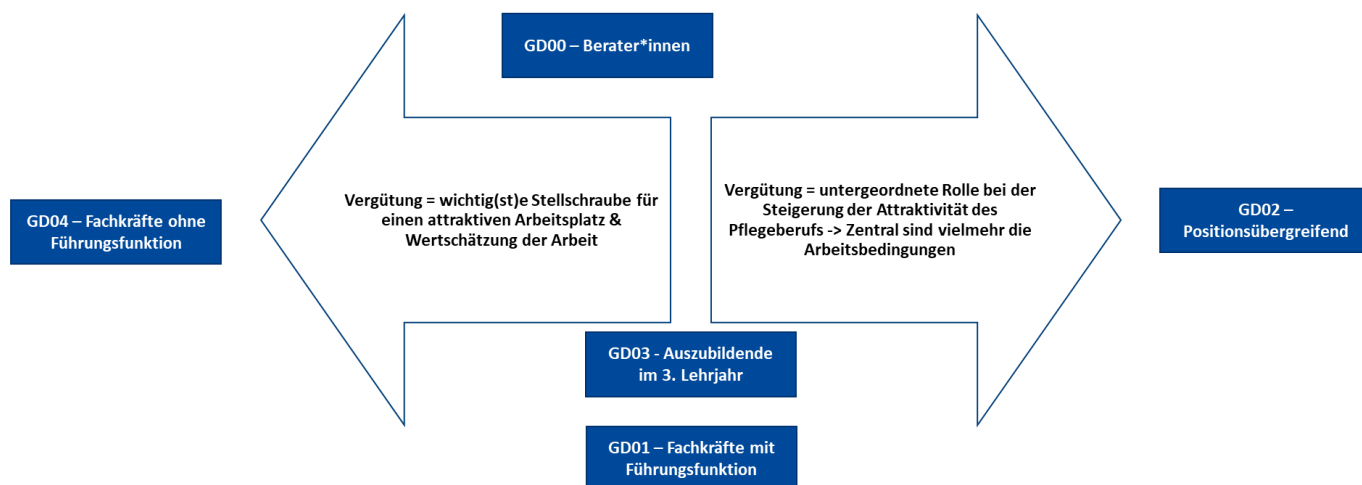 GD00 – Berater*innen
Vergütung = wichtig(st)e Stellschraube für
einen attraktiven Arbeitsplatz &
Wertschätzung der Arbeit
Vergütung = untergeordnete Rolle bei der
Steigerung der Attraktivität des
Pflegeberufs -> Zentral sind vielmehr die
Arbeitsbedingungen
GD04 – Fachkräfte ohne
Führungsfunktion
GD02 –
Positionsübergreifend
GD03 - Auszubildende
im 3. Lehrjahr
GD01 – Fachkräfte mit
Führungsfunktion